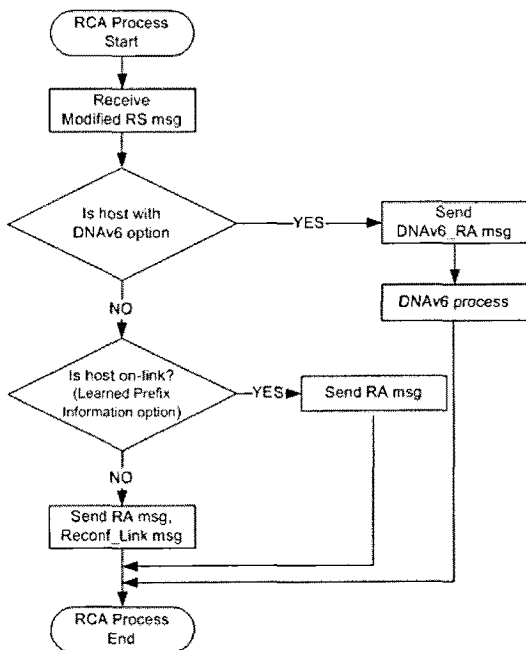 RCA Process
Start
Receive
Modified RS msg
Is host with
DNAv6 option
YES
Send
DNAv6_RA msg
DNAv6 process
NO
Is host on-link?
(Learned Prefix
Information option)
YES
Send RA msg
NO
Send RA msg,
Reconf_Link msg
RCA Process
End